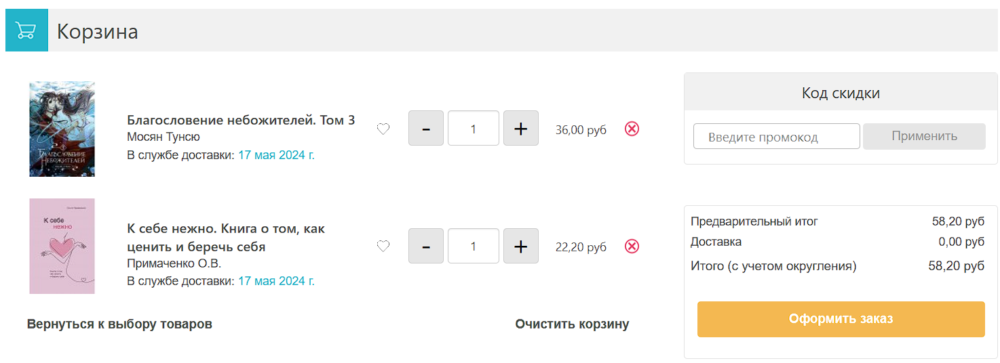 Корзина
Благословение небожителей. Том 3
Мосян Тунсю
В службе доставки: 17 мая 2024 г.
-
1
+
36,00 руб
БЛАГОСЛОВЕНИЕ
НЕБОЖИТЕЛЕЙ
К себе
нежно
К себе нежно. Книга о том, как
ценить и беречь себя
Примаченко О.В.
В службе доставки: 17 мая 2024 г.
-
1
+
22,20 руб
Вернуться к выбору товаров
Очистить корзину
Код скидки
Введите промокод
Применить
Предварительный итог 58,20 руб
Доставка 0,00 руб
Итого (с учетом округления) 58,20 руб
Оформить заказ